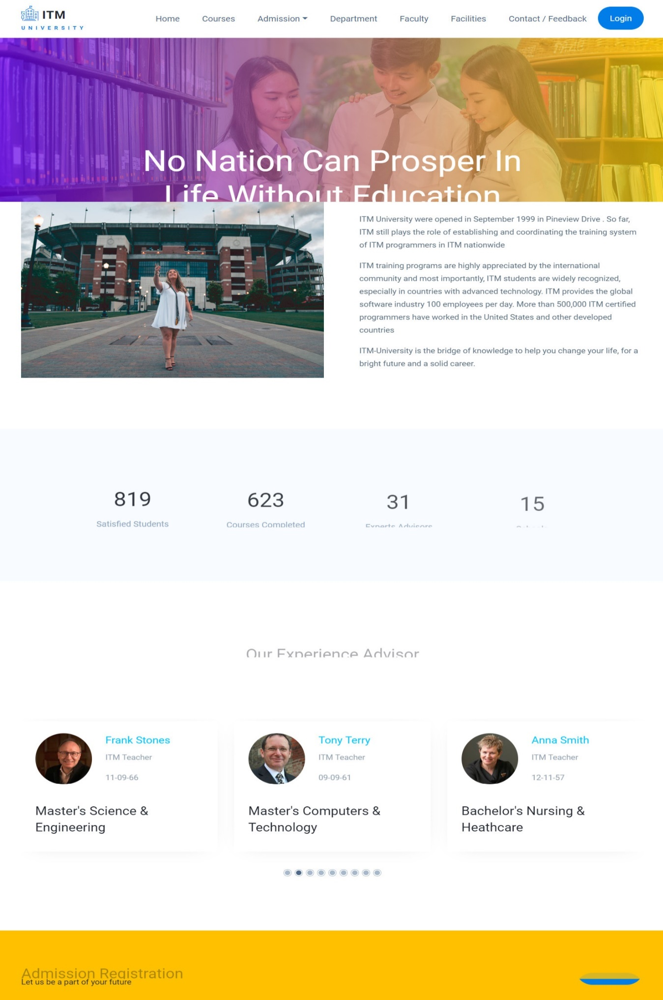 ITM
UNIVERSITY
Home
Courses
Admission
Department
Faculty
Facilities
Contact / Feedback
Login
No Nation Can Prosper In
Life Without Education
ITM University were opened in September 1999 in Pineview Drive . So far,
ITM still plays the role of establishing and coordinating the training system
of ITM programmers in ITM nationwide
ITM training programs are highly appreciated by the international
community and most importantly, ITM students are widely recognized,
especially in countries with advanced technology. ITM provides the global
software industry 100 employees per day. More than 500,000 ITM certified
programmers have worked in the United States and other developed
countries
ITM-University is the bridge of knowledge to help you change your life, for a
bright future and a solid career.
819
623
31
15
Satisfied Students
Courses Completed
Experts Advisors
Our Experience Advisor
Frank Stones
ITM Teacher
11-09-66
Master's Science &
Engineering
Tony Terry
ITM Teacher
09-09-61
Master's Computers &
Technology
Anna Smith
ITM Teacher
12-11-57
Bachelor's Nursing &
Heathcare
Admission Registration
Let us be a part of your future